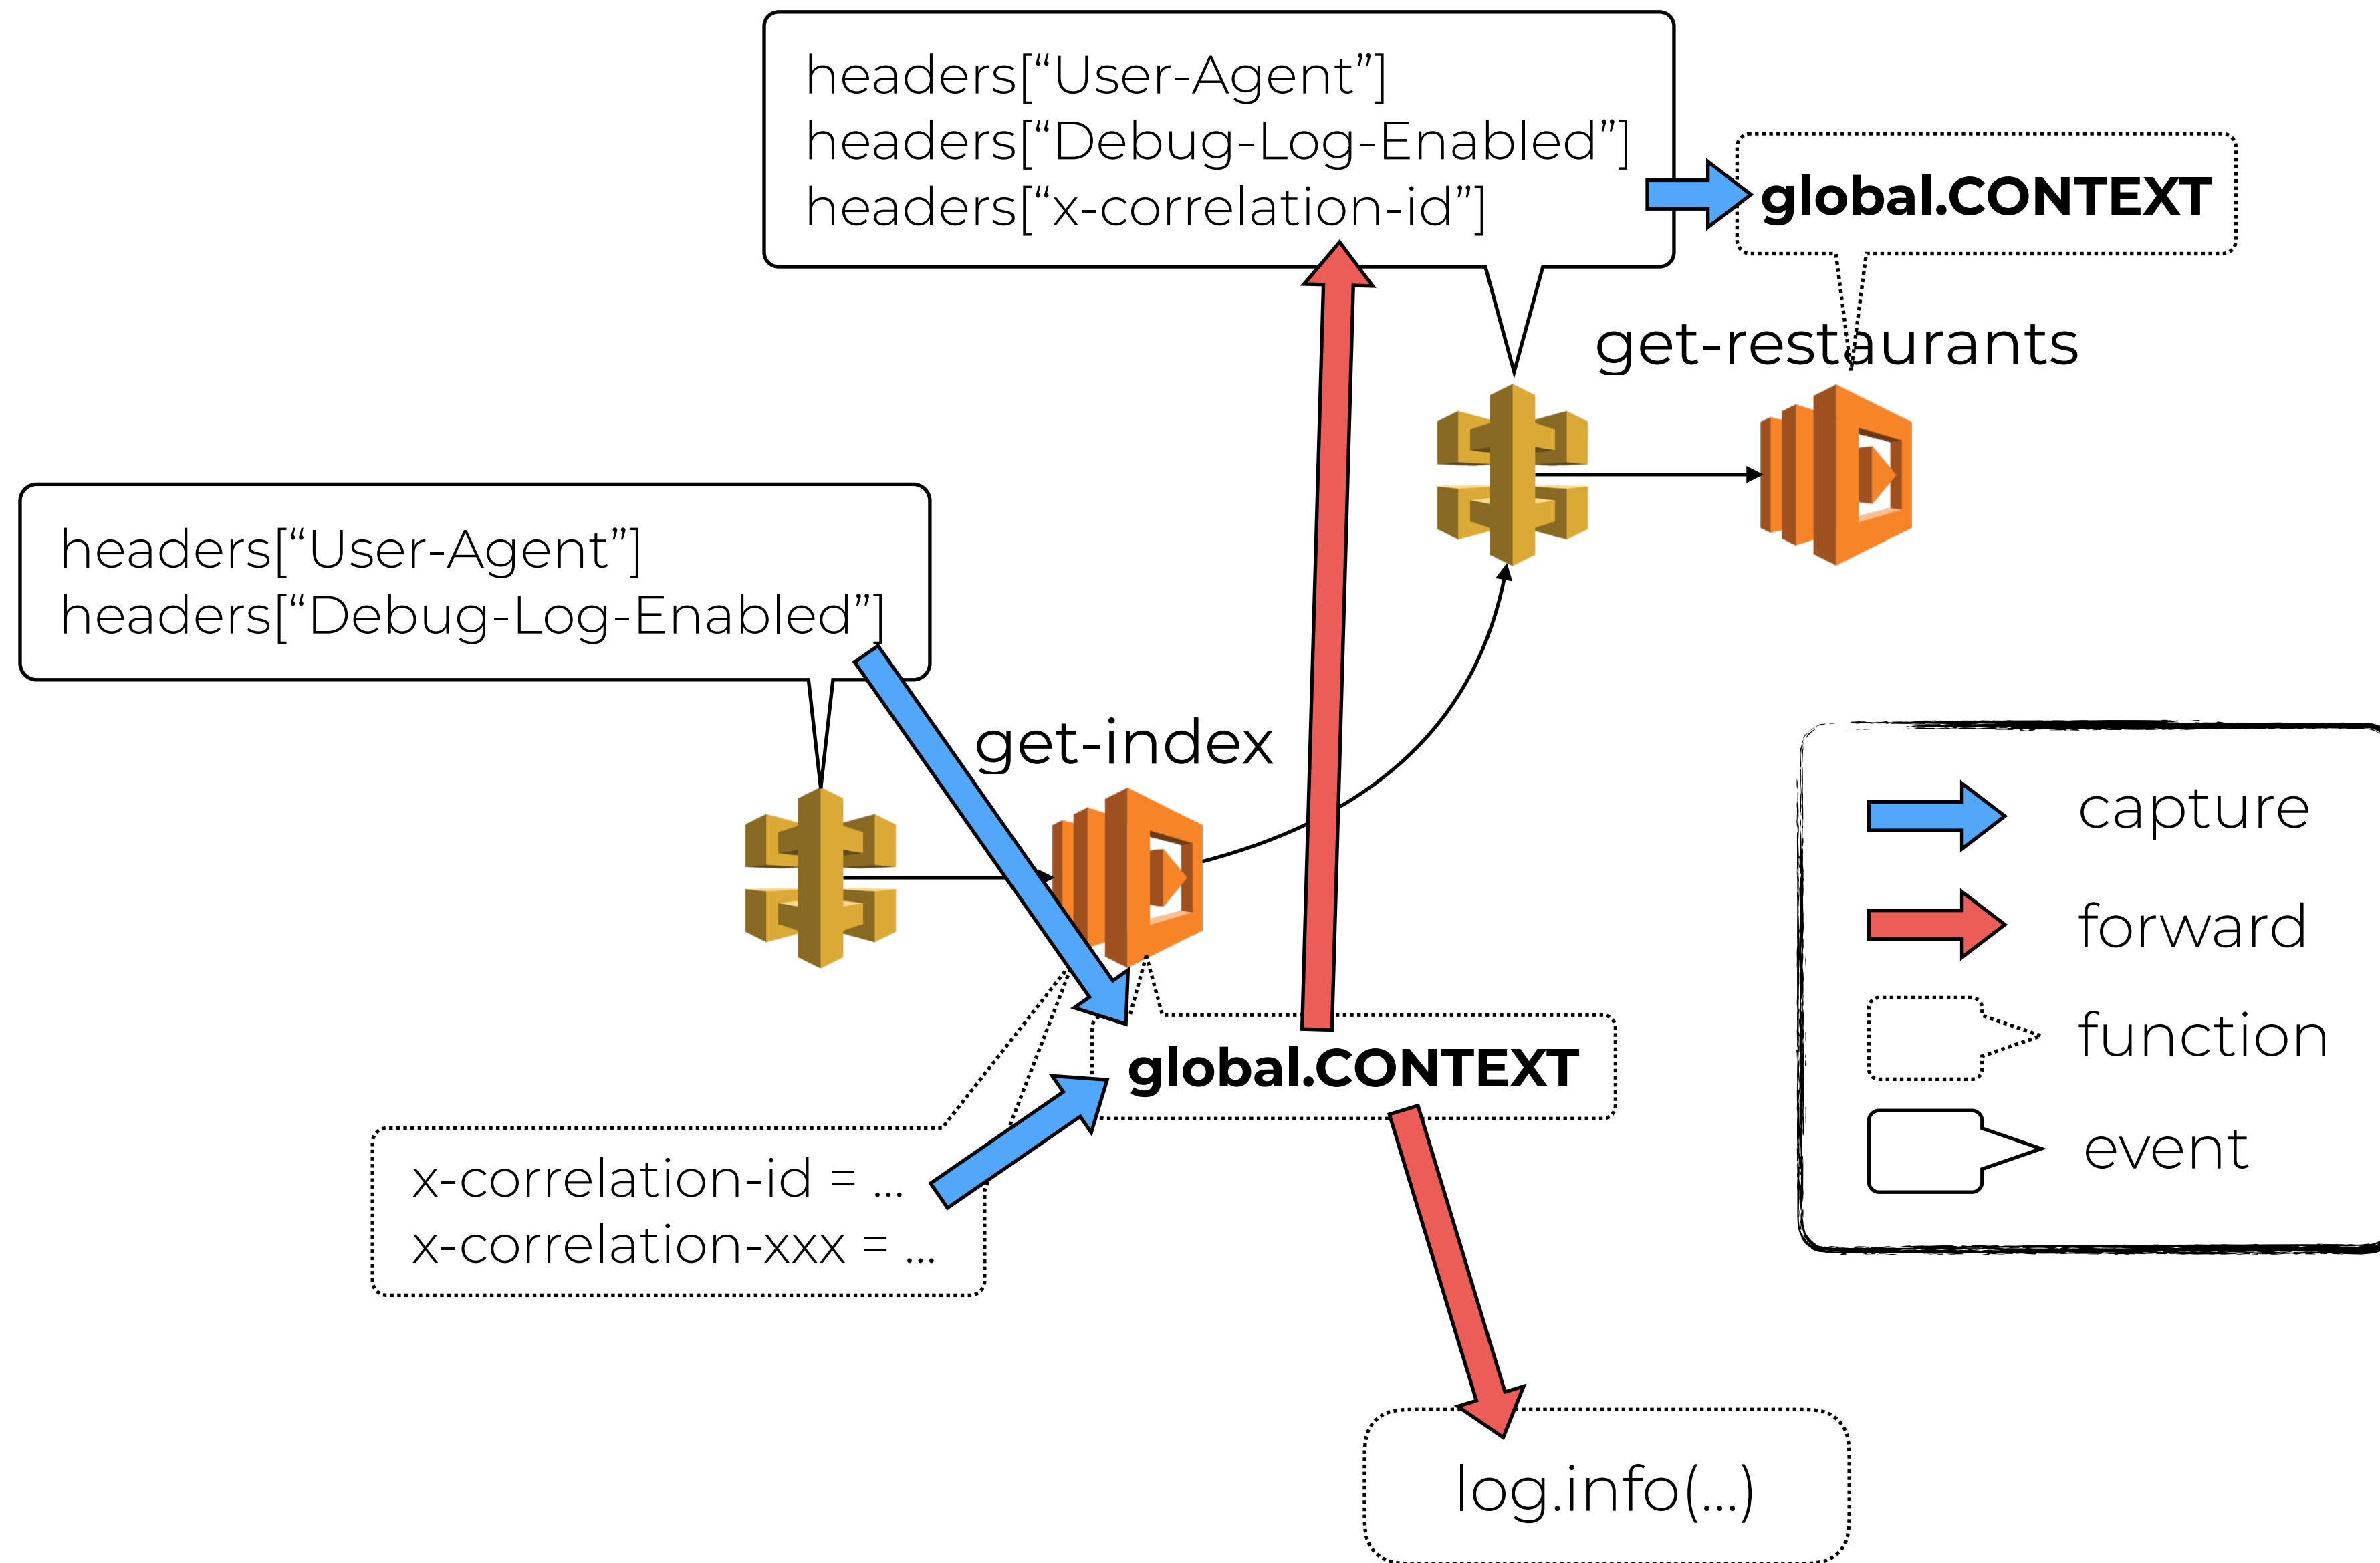 headers[“User-Agent”]
headers[“Debug-Log-Enabled”]
headers[“x-correlation-id”]
global.CONTEXT
get-restaurants
headers[“User-Agent”]
headers[“Debug-Log-Enabled”]
get-index
capture
forward
function
event
global.CONTEXT
x-correlation-id = ...
x-correlation-xxx = ...
log.info(...)